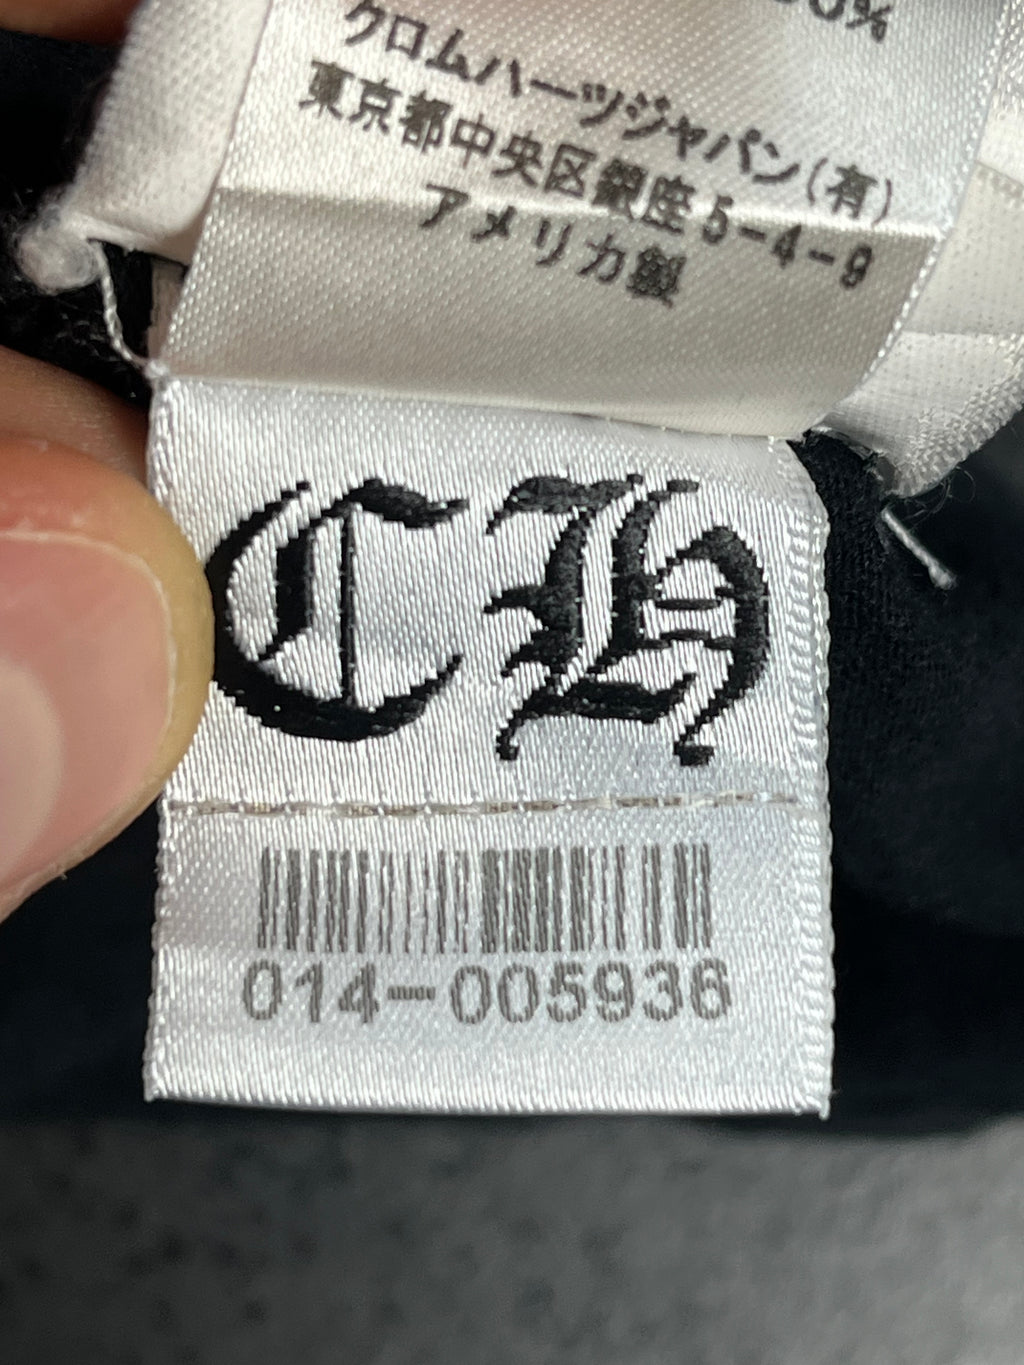 クロムハーツジャパン(有)
東京都中央区銀座5-4-9
アメリカ製
CH
014-005936